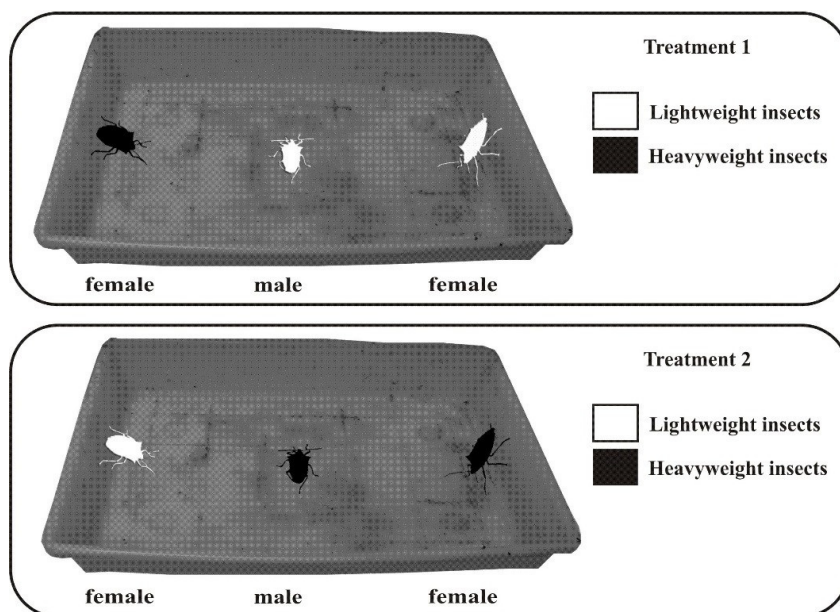 Treatment 1
Lightweight insects
Heavyweight insects
female male female
Treatment 2
Lightweight insects
Heavyweight insects
female male female